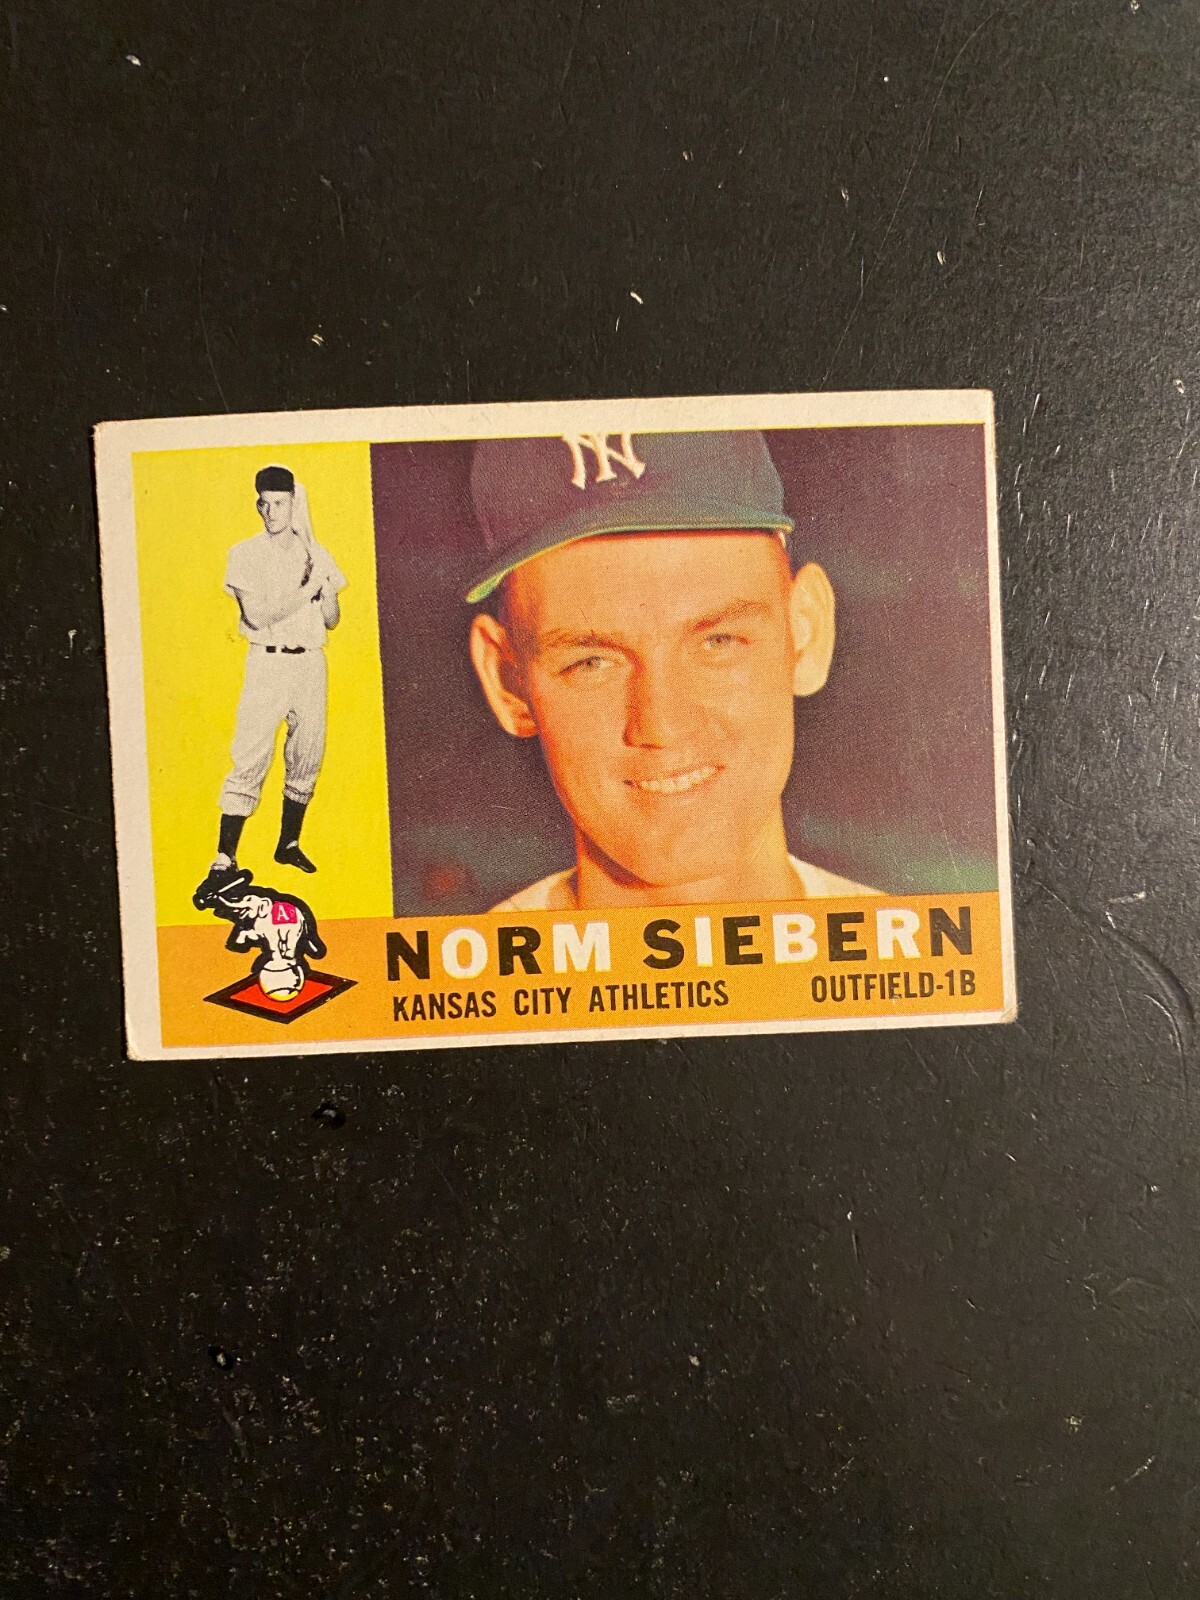 NY
A
NORM SIEBERN
KANSAS CITY ATHLETICS OUTFIELD-1B